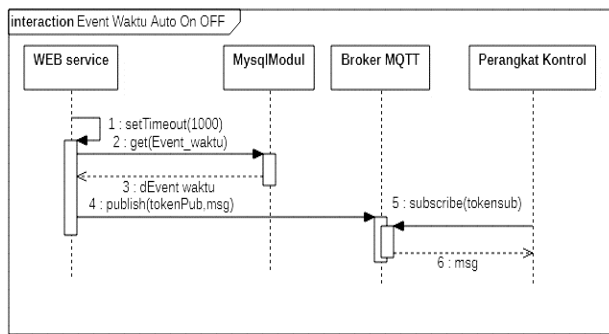 interaction Event Waktu Auto On OFF
WEB service
MysqlModul
Broker MQTT
Perangkat Kontrol
1 : setTimeout(1000)
2 : get(Event_waktu)
3 : dEvent waktu
4 : publish(tokenPub,msg)
5 : subscribe(tokensub)
6 : msg